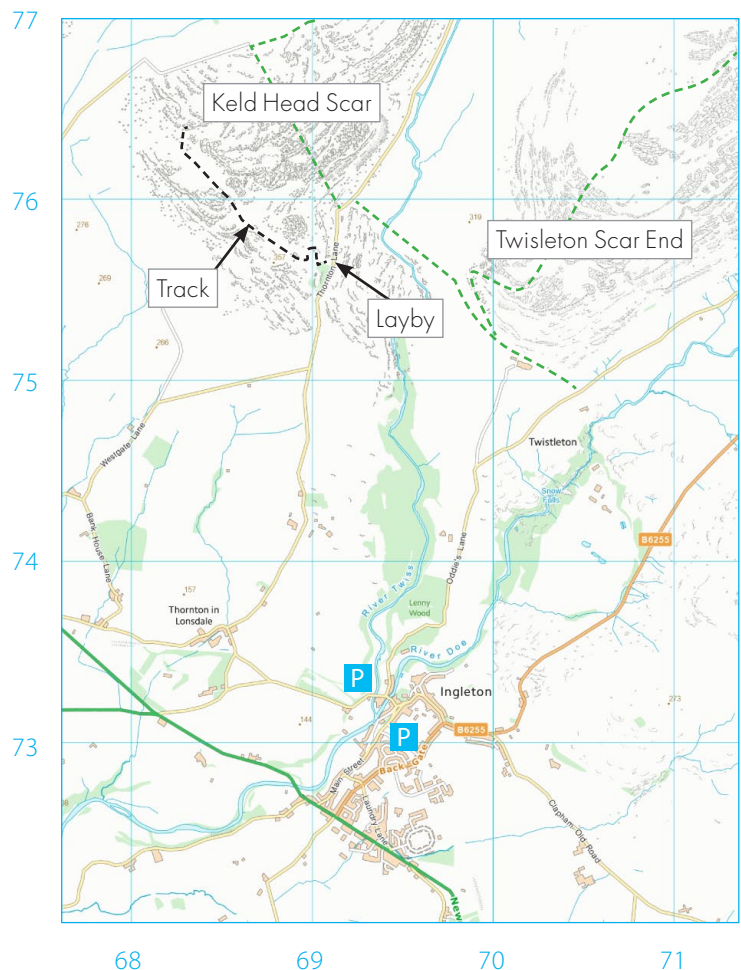 77
Keld Head Scar
76
276
319
Twisleton Scar End
Track
Thornton Lane
269
Layby
266
75
Westgate Lane
Twistleton
Snow
Falls
Bank House Lane
74
B6255
Oddie's Lane
157
River Twiss
Lenny
Wood
Thornton in
Lonsdale
River Doe
P
Ingleton
273
144
P
73
B6255
Back Gate
Main Street
Laundry Lane
Clapham Old Road
New
68
69
70
71